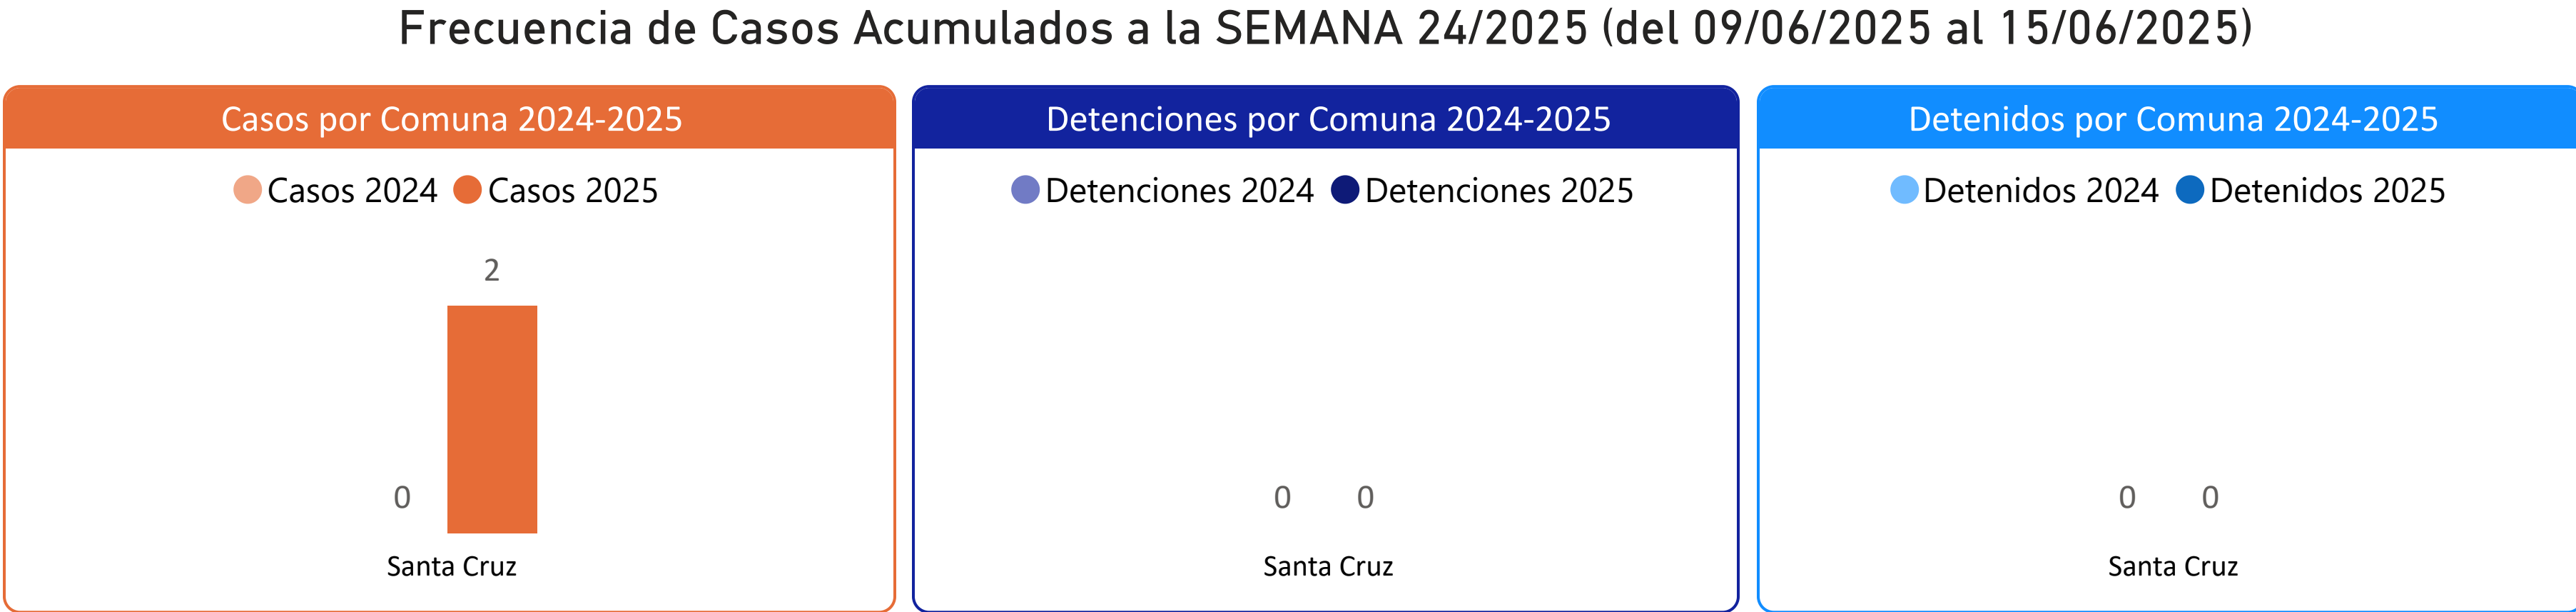 Frecuencia de Casos Acumulados a la SEMANA 24/2025 (del 09/06/2025 al 15/06/2025)
Casos por Comuna 2024-2025
Casos 2024 Casos 2025
2
0
Santa Cruz
Detenciones por Comuna 2024-2025
Detenciones 2024 Detenciones 2025
0 0
Santa Cruz
Detenidos por Comuna 2024-2025
Detenidos 2024 Detenidos 2025
0 0
Santa Cruz